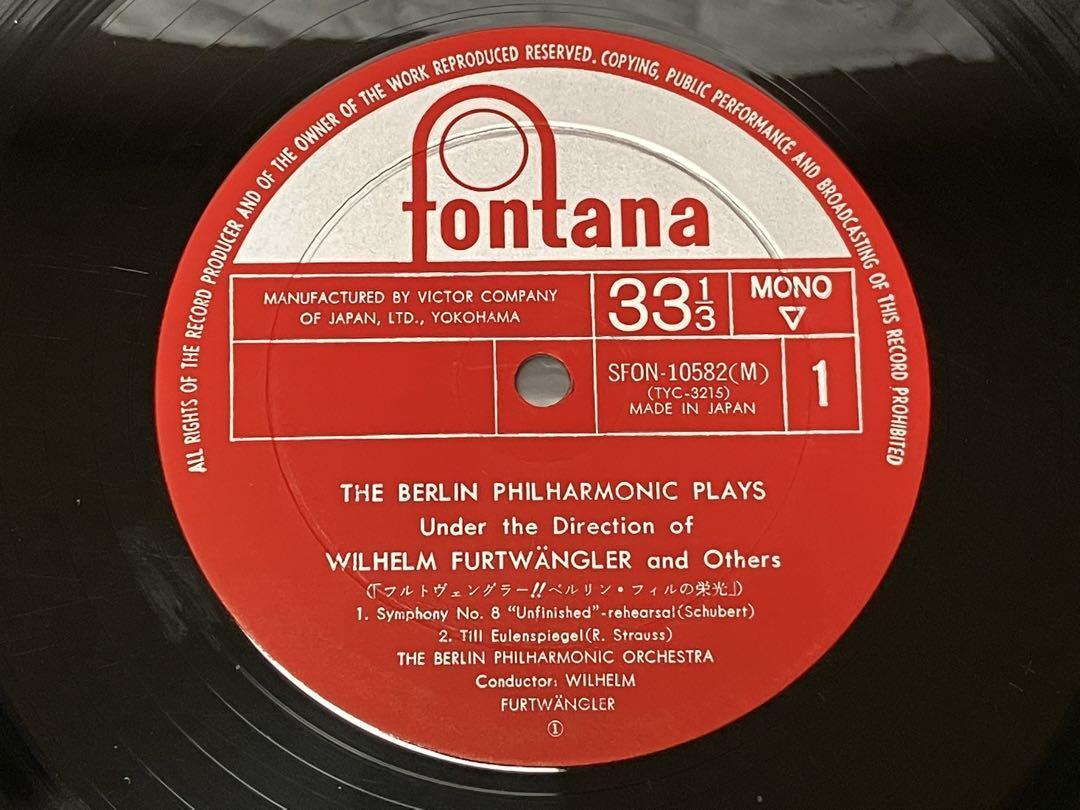 ALL RIGHTS OF THE RECORD PRODUCER AND OF THE OWNER OF THE WORK REPRODUCED RESERVED. COPYING, PUBLIC PERFORMANCE AND BROADCASTING OF THIS RECORD PROHIBITED
fontana
MANUFACTURED BY VICTOR COMPANY
OF JAPAN, LTD., YOKOHAMA
33 1/3
MONO
▽
SFON-10582(M)
(TYC-3215)
MADE IN JAPAN
1
THE BERLIN PHILHARMONIC PLAYS
Under the Direction of
WILHELM FURTWÄNGLER and Others
(「フルトヴェングラー!!ベルリン・フィルの栄光」)
1. Symphony No. 8 “Unfinished”-rehearsal(Schubert)
2. Till Eulenspiegel(R. Strauss)
THE BERLIN PHILHARMONIC ORCHESTRA
Conductor: WILHELM
FURTWÄNGLER
①